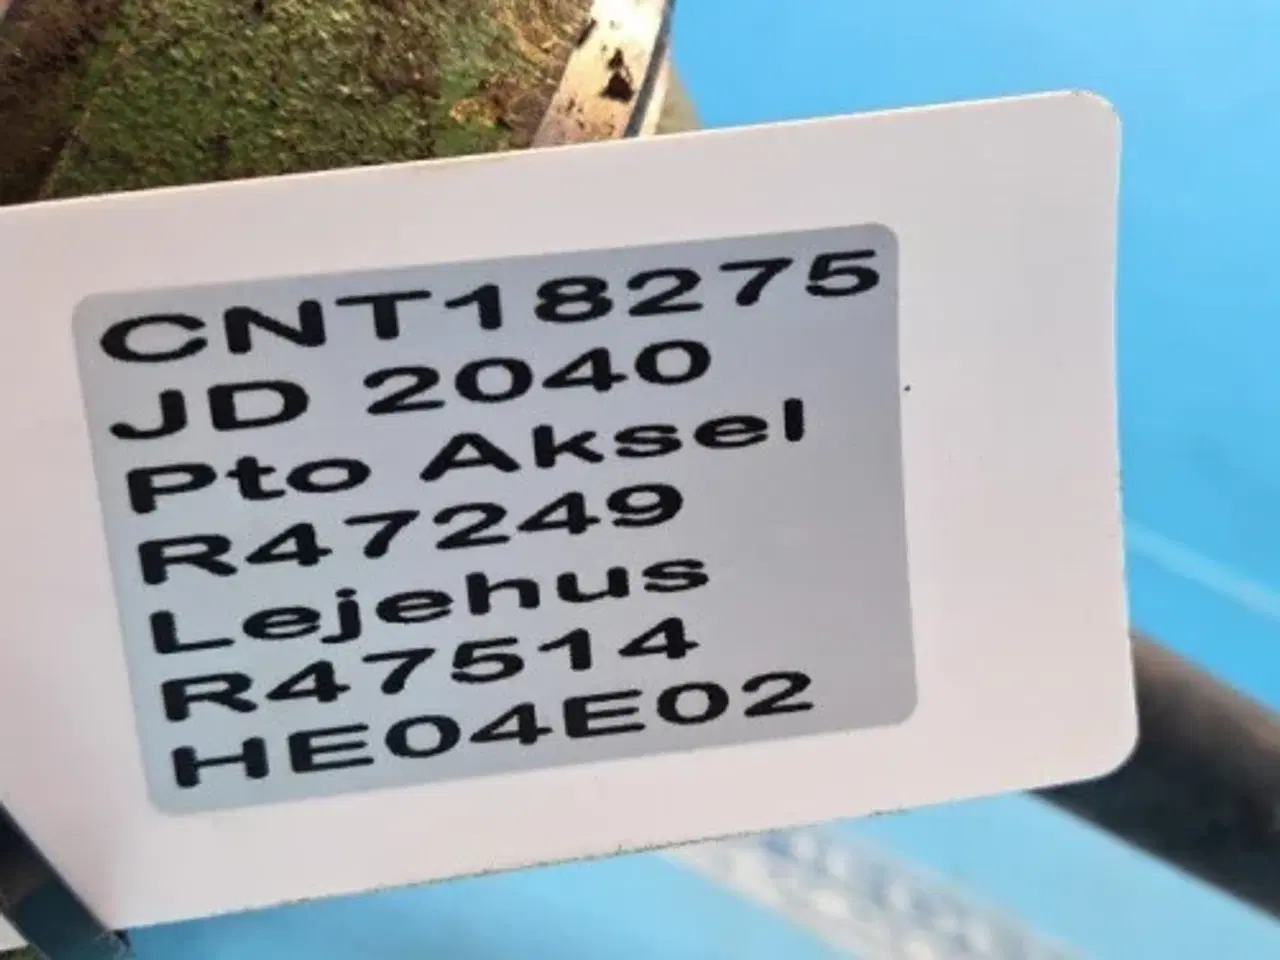 CNT18275
JD 2040
Pto Aksel
R47249
Lejehus
R47514
HE04E02